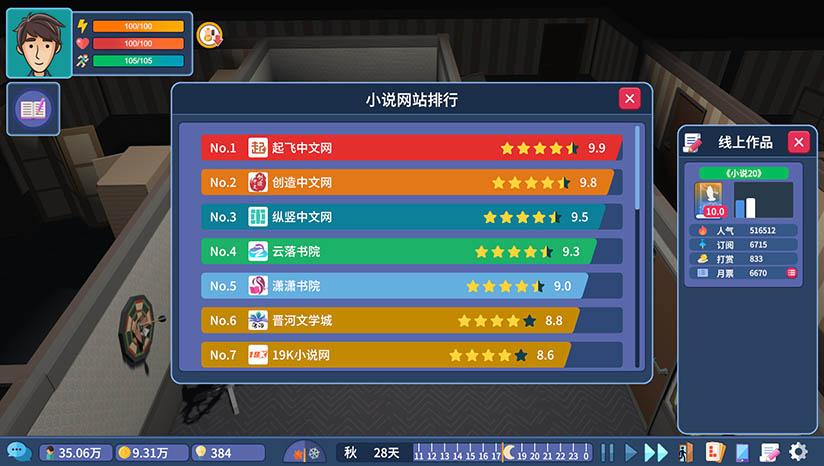 100/100
100/100
105/105
小说网站排行
No.1 起 起飞中文网 9.9
No.2 创造中文网 9.8
No.3 纵竖中文网 9.5
No.4 云落书院 9.3
No.5 潇潇书院 9.0
No.6 晋河文学城 8.8
No.7 19K小说网 8.6
线上作品
《小说20》
10.0
人气 516512
订阅 6715
打赏 833
月票 6670
35.06万
9.31万
384
秋 28天
11 12 13 14 15 16 17 19 20 21 22 23 0